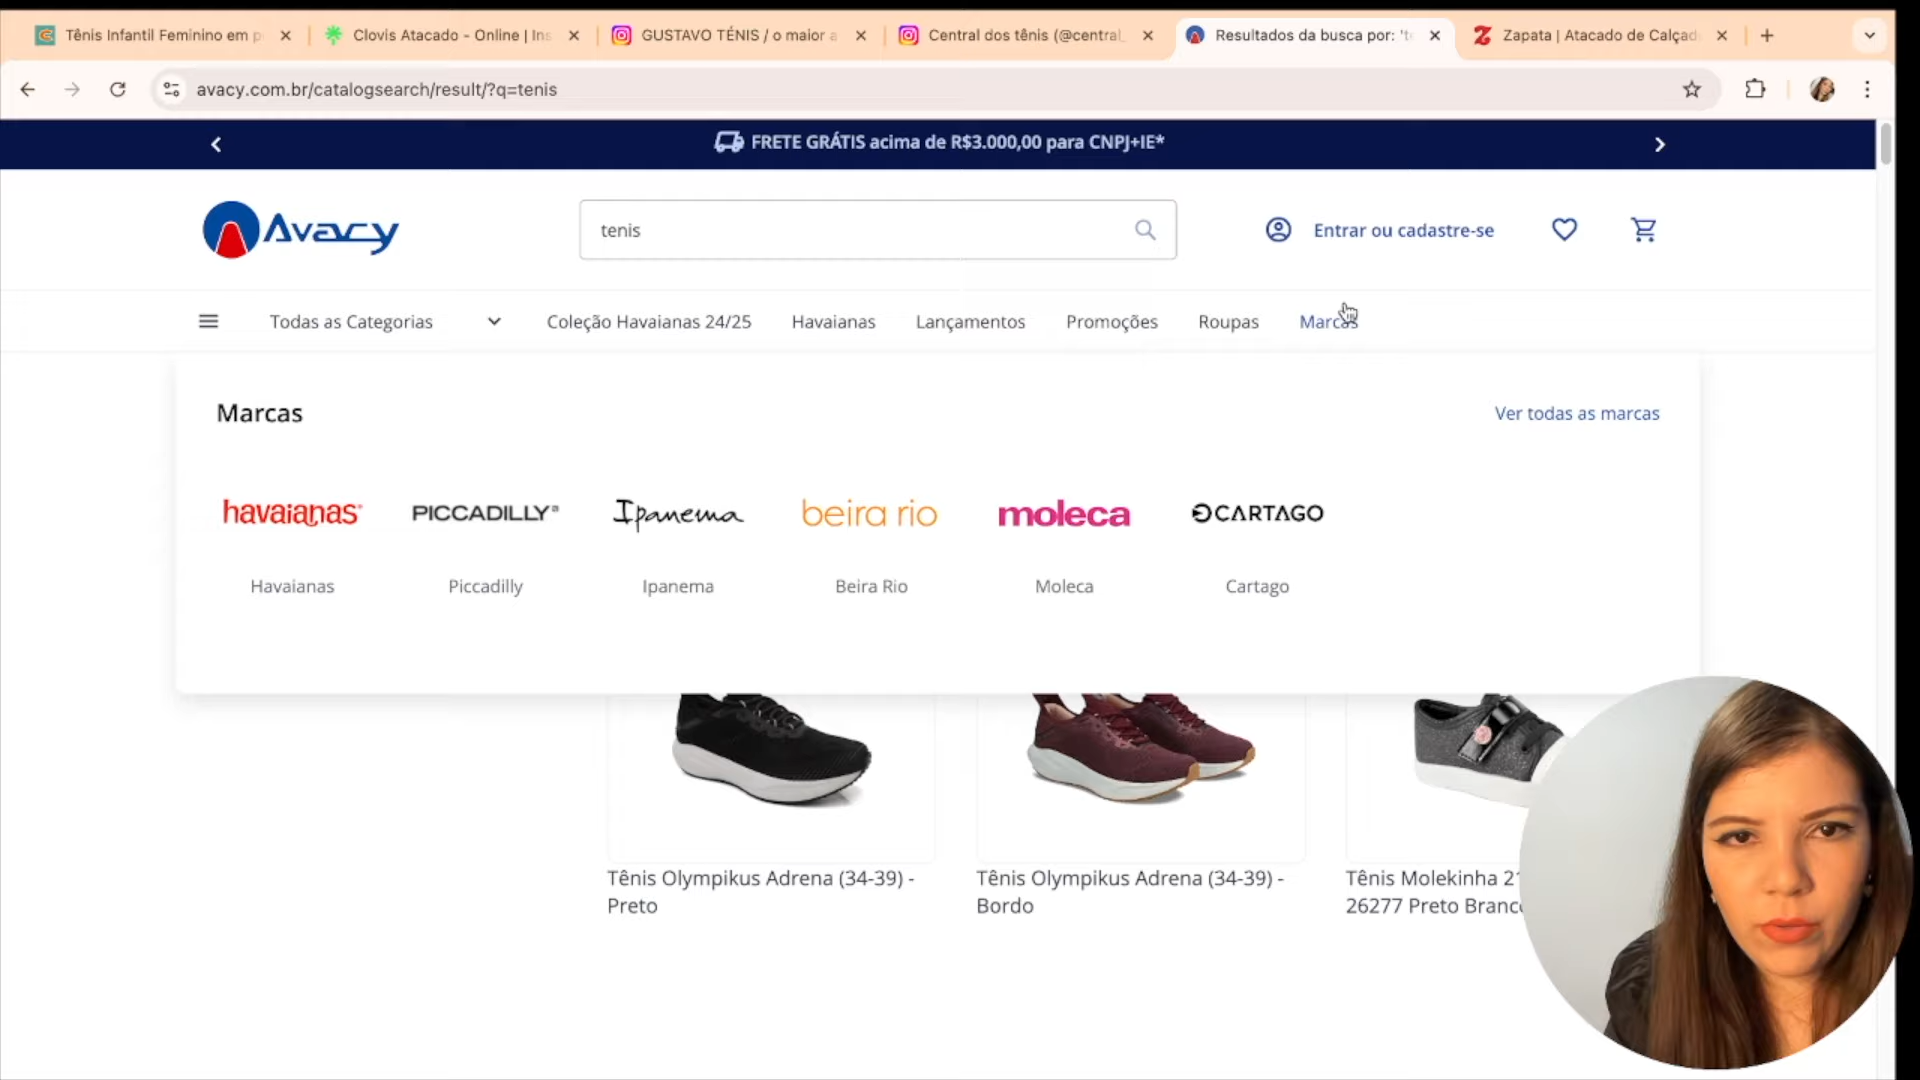 Tênis Infantil Feminino em p
Clovis Atacado - Online | Ins
GUSTAVO TÉNIS / o maior a
Central dos tênis (@central_
Resultados da busca por: 't
Zapata | Atacado de Calçad
avacy.com.br/catalogsearch/result/?q=tenis
FRETE GRÁTIS acima de R$3.000,00 para CNPJ+IE*
Avacy
tenis
Entrar ou cadastre-se
Todas as Categorias
Coleção Havaianas 24/25
Havaianas
Lançamentos
Promoções
Roupas
Marcas
Marcas
Ver todas as marcas
havaianas®
PICCADILLY®
Ipanema
beira rio
moleca
CARTAGO
Havaianas
Piccadilly
Ipanema
Beira Rio
Moleca
Cartago
Tênis Olympikus Adrena (34-39) -
Preto
Tênis Olympikus Adrena (34-39) -
Bordo
Tênis Molekinha
26277 Preto Branco